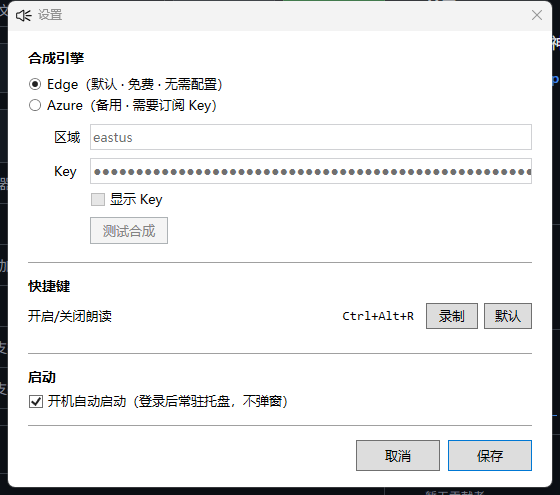 设置
合成引擎
Edge（默认 · 免费 · 无需配置）
Azure（备用 · 需要订阅 Key）
区域 eastus
Key ●●●●●●●●●●●●●●●●●●●●●●●●●●●●●●●●●●●●●●●●●●●●●●●●●●●●●●●
显示 Key
测试合成
快捷键
开启/关闭朗读 Ctrl+Alt+R 录制 默认
启动
开机自动启动（登录后常驻托盘，不弹窗）
取消 保存